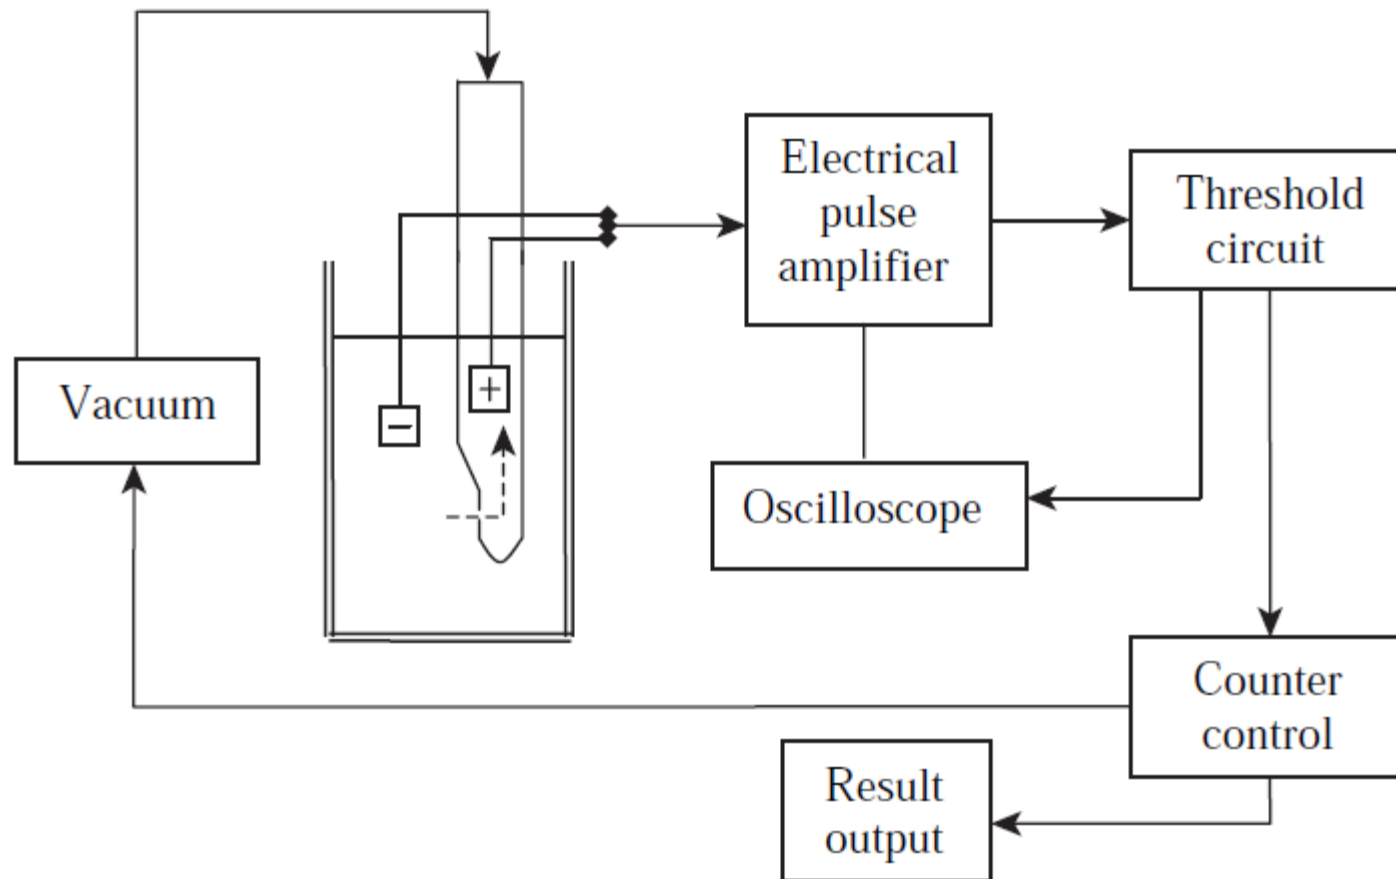 Electrical
pulse
amplifier
Threshold
circuit
Vacuum
+
−
Oscilloscope
Counter
control
Result
output